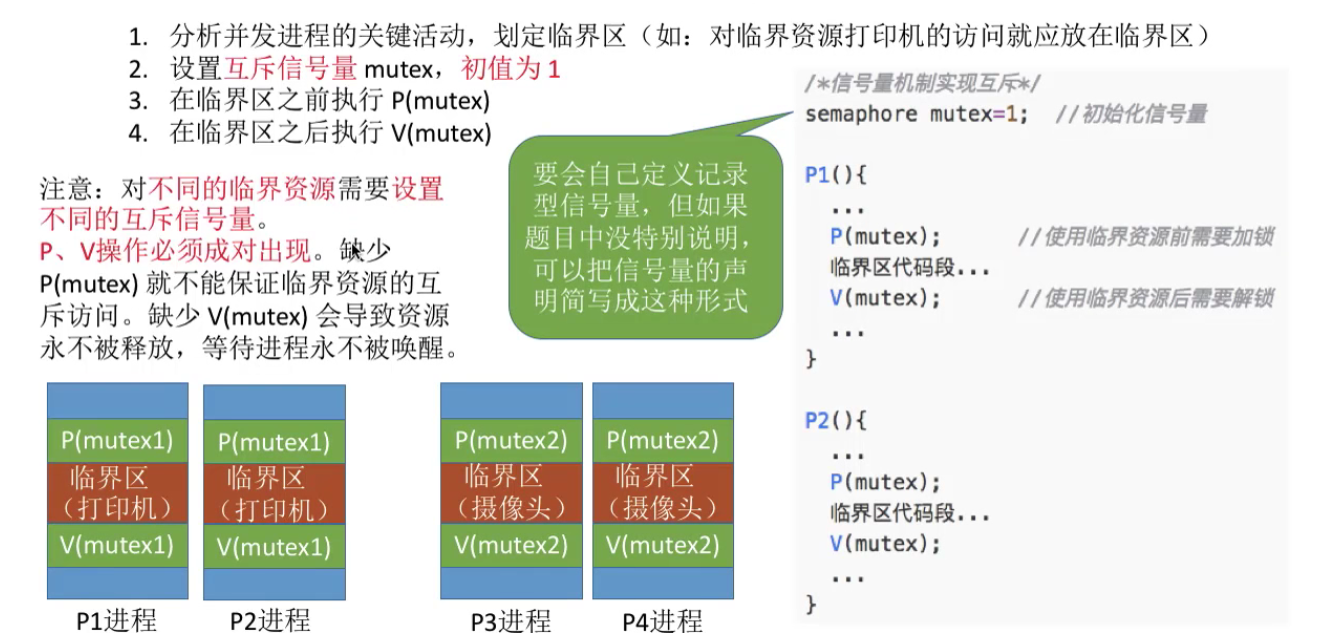 1. 分析并发进程的关键活动，划定临界区（如：对临界资源打印机的访问就应放在临界区）
2. 设置互斥信号量 mutex，初值为 1
3. 在临界区之前执行 P(mutex)
4. 在临界区之后执行 V(mutex)
注意：对不同的临界资源需要设置
不同的互斥信号量。
P、V操作必须成对出现。缺少
P(mutex) 就不能保证临界资源的互
斥访问。缺少 V(mutex) 会导致资源
永不被释放，等待进程永不被唤醒。
要会自己定义记录
型信号量，但如果
题目中没特别说明，
可以把信号量的声
明简写成这种形式
/*信号量机制实现互斥*/
semaphore mutex=1; //初始化信号量
P1(){
...
P(mutex); //使用临界资源前需要加锁
临界区代码段...
V(mutex); //使用临界资源后需要解锁
...
}
P2(){
...
P(mutex);
临界区代码段...
V(mutex);
...
}
P(mutex1)
临界区
（打印机）
V(mutex1)
P1进程
P(mutex1)
临界区
（打印机）
V(mutex1)
P2进程
P(mutex2)
临界区
（摄像头）
V(mutex2)
P3进程
P(mutex2)
临界区
（摄像头）
V(mutex2)
P4进程